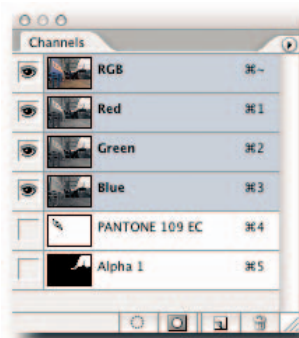 Channels
RGB ⌘~
Red ⌘1
Green ⌘2
Blue ⌘3
PANTONE 109 EC ⌘4
Alpha 1 ⌘5